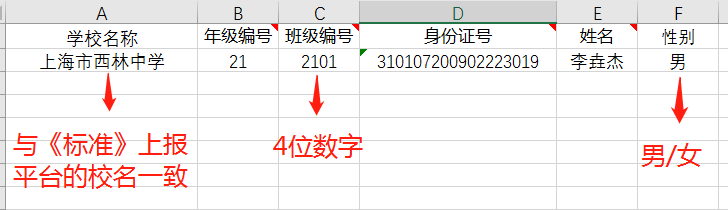 A B C D E F
学校名称 年级编号 班级编号 身份证号 姓名 性别
上海市西林中学 21 2101 310107200902223019 李垚杰 男
与《标准》上报
平台的校名一致
4位数字
男/女